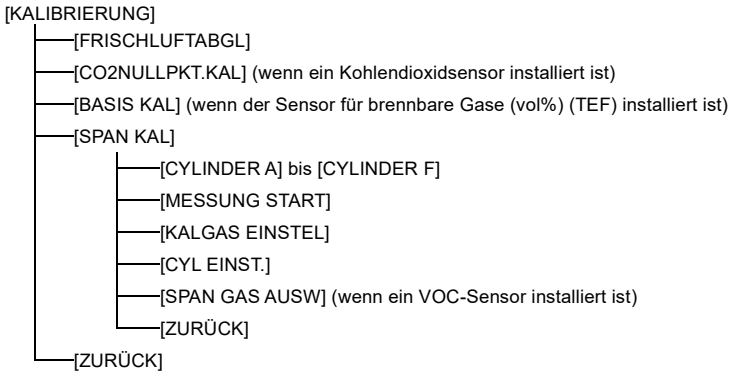 [KALIBRIERUNG]
[FRISCHLUFTABGL]
[CO2NULLPKT.KAL] (wenn ein Kohlendioxidsensor installiert ist)
[BASIS KAL] (wenn der Sensor für brennbare Gase (vol%) (TEF) installiert ist)
[SPAN KAL]
[CYLINDER A] bis [CYLINDER F]
[MESSUNG START]
[KALGAS EINSTEL]
[CYL EINST.]
[SPAN GAS AUSW] (wenn ein VOC-Sensor installiert ist)
[ZURÜCK]
[ZURÜCK]